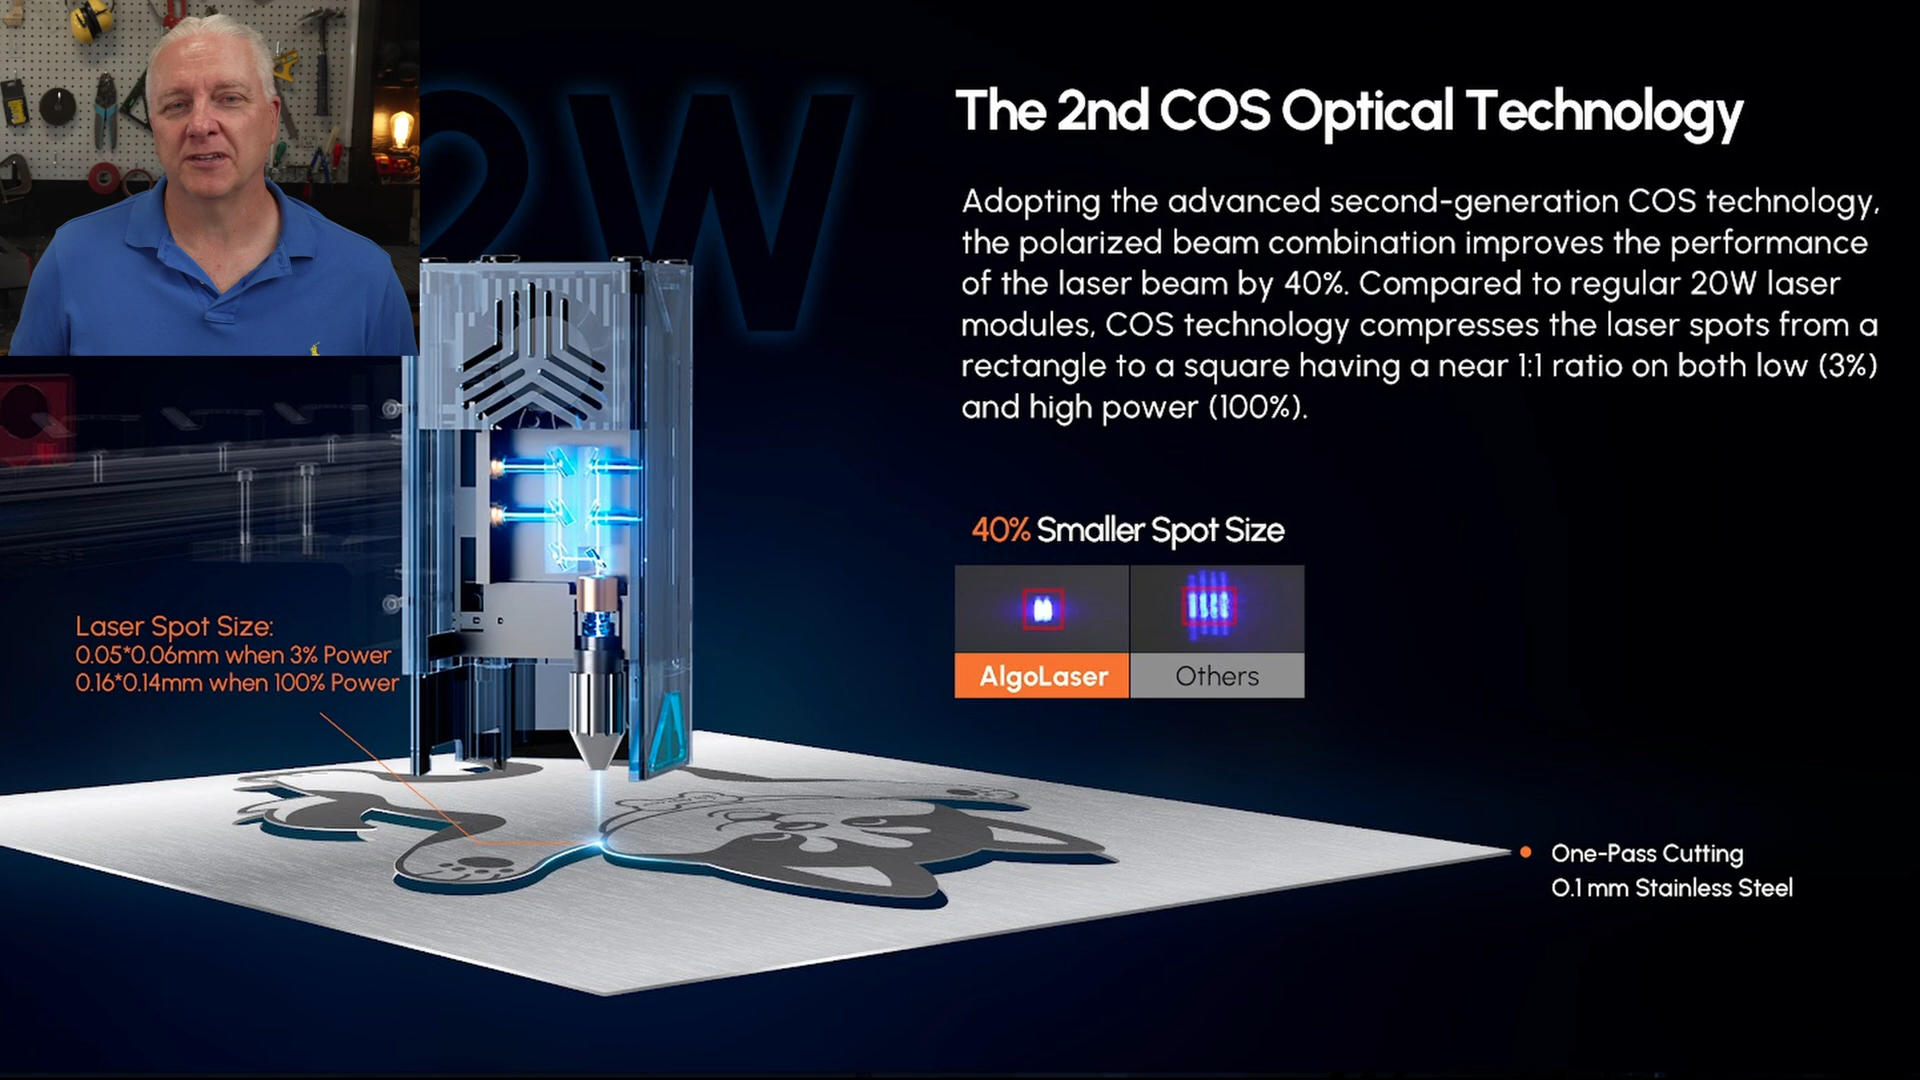 2W
The 2nd COS Optical Technology
Adopting the advanced second-generation COS technology,
the polarized beam combination improves the performance
of the laser beam by 40%. Compared to regular 20W laser
modules, COS technology compresses the laser spots from a
rectangle to a square having a near 1:1 ratio on both low (3%)
and high power (100%).
40% Smaller Spot Size
AlgoLaser
Others
Laser Spot Size:
0.05*0.06mm when 3% Power
0.16*0.14mm when 100% Power
One-Pass Cutting
0.1 mm Stainless Steel